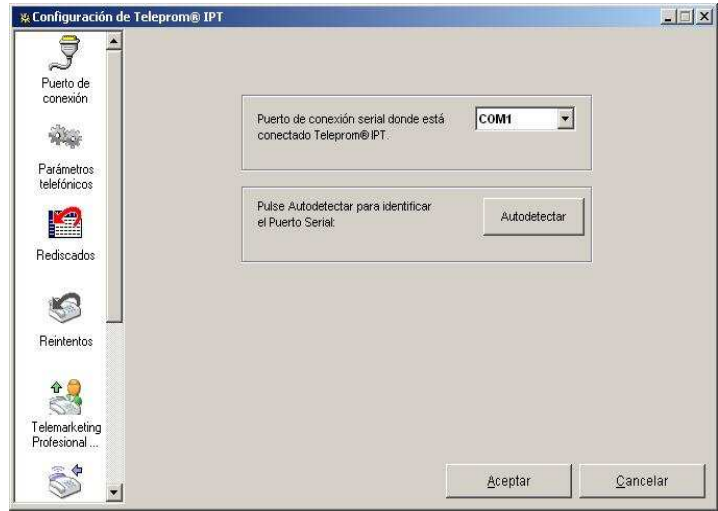 Configuración de Teleprom® IPT
Puerto de
conexión
Parámetros
telefónicos
Rediscados
Reintentos
Telemarketing
Profesional ...
Puerto de conexión serial donde está
conectado Teleprom® IPT.
COM1
Pulse Autodetectar para identificar
el Puerto Serial:
Autodetectar
Aceptar
Cancelar